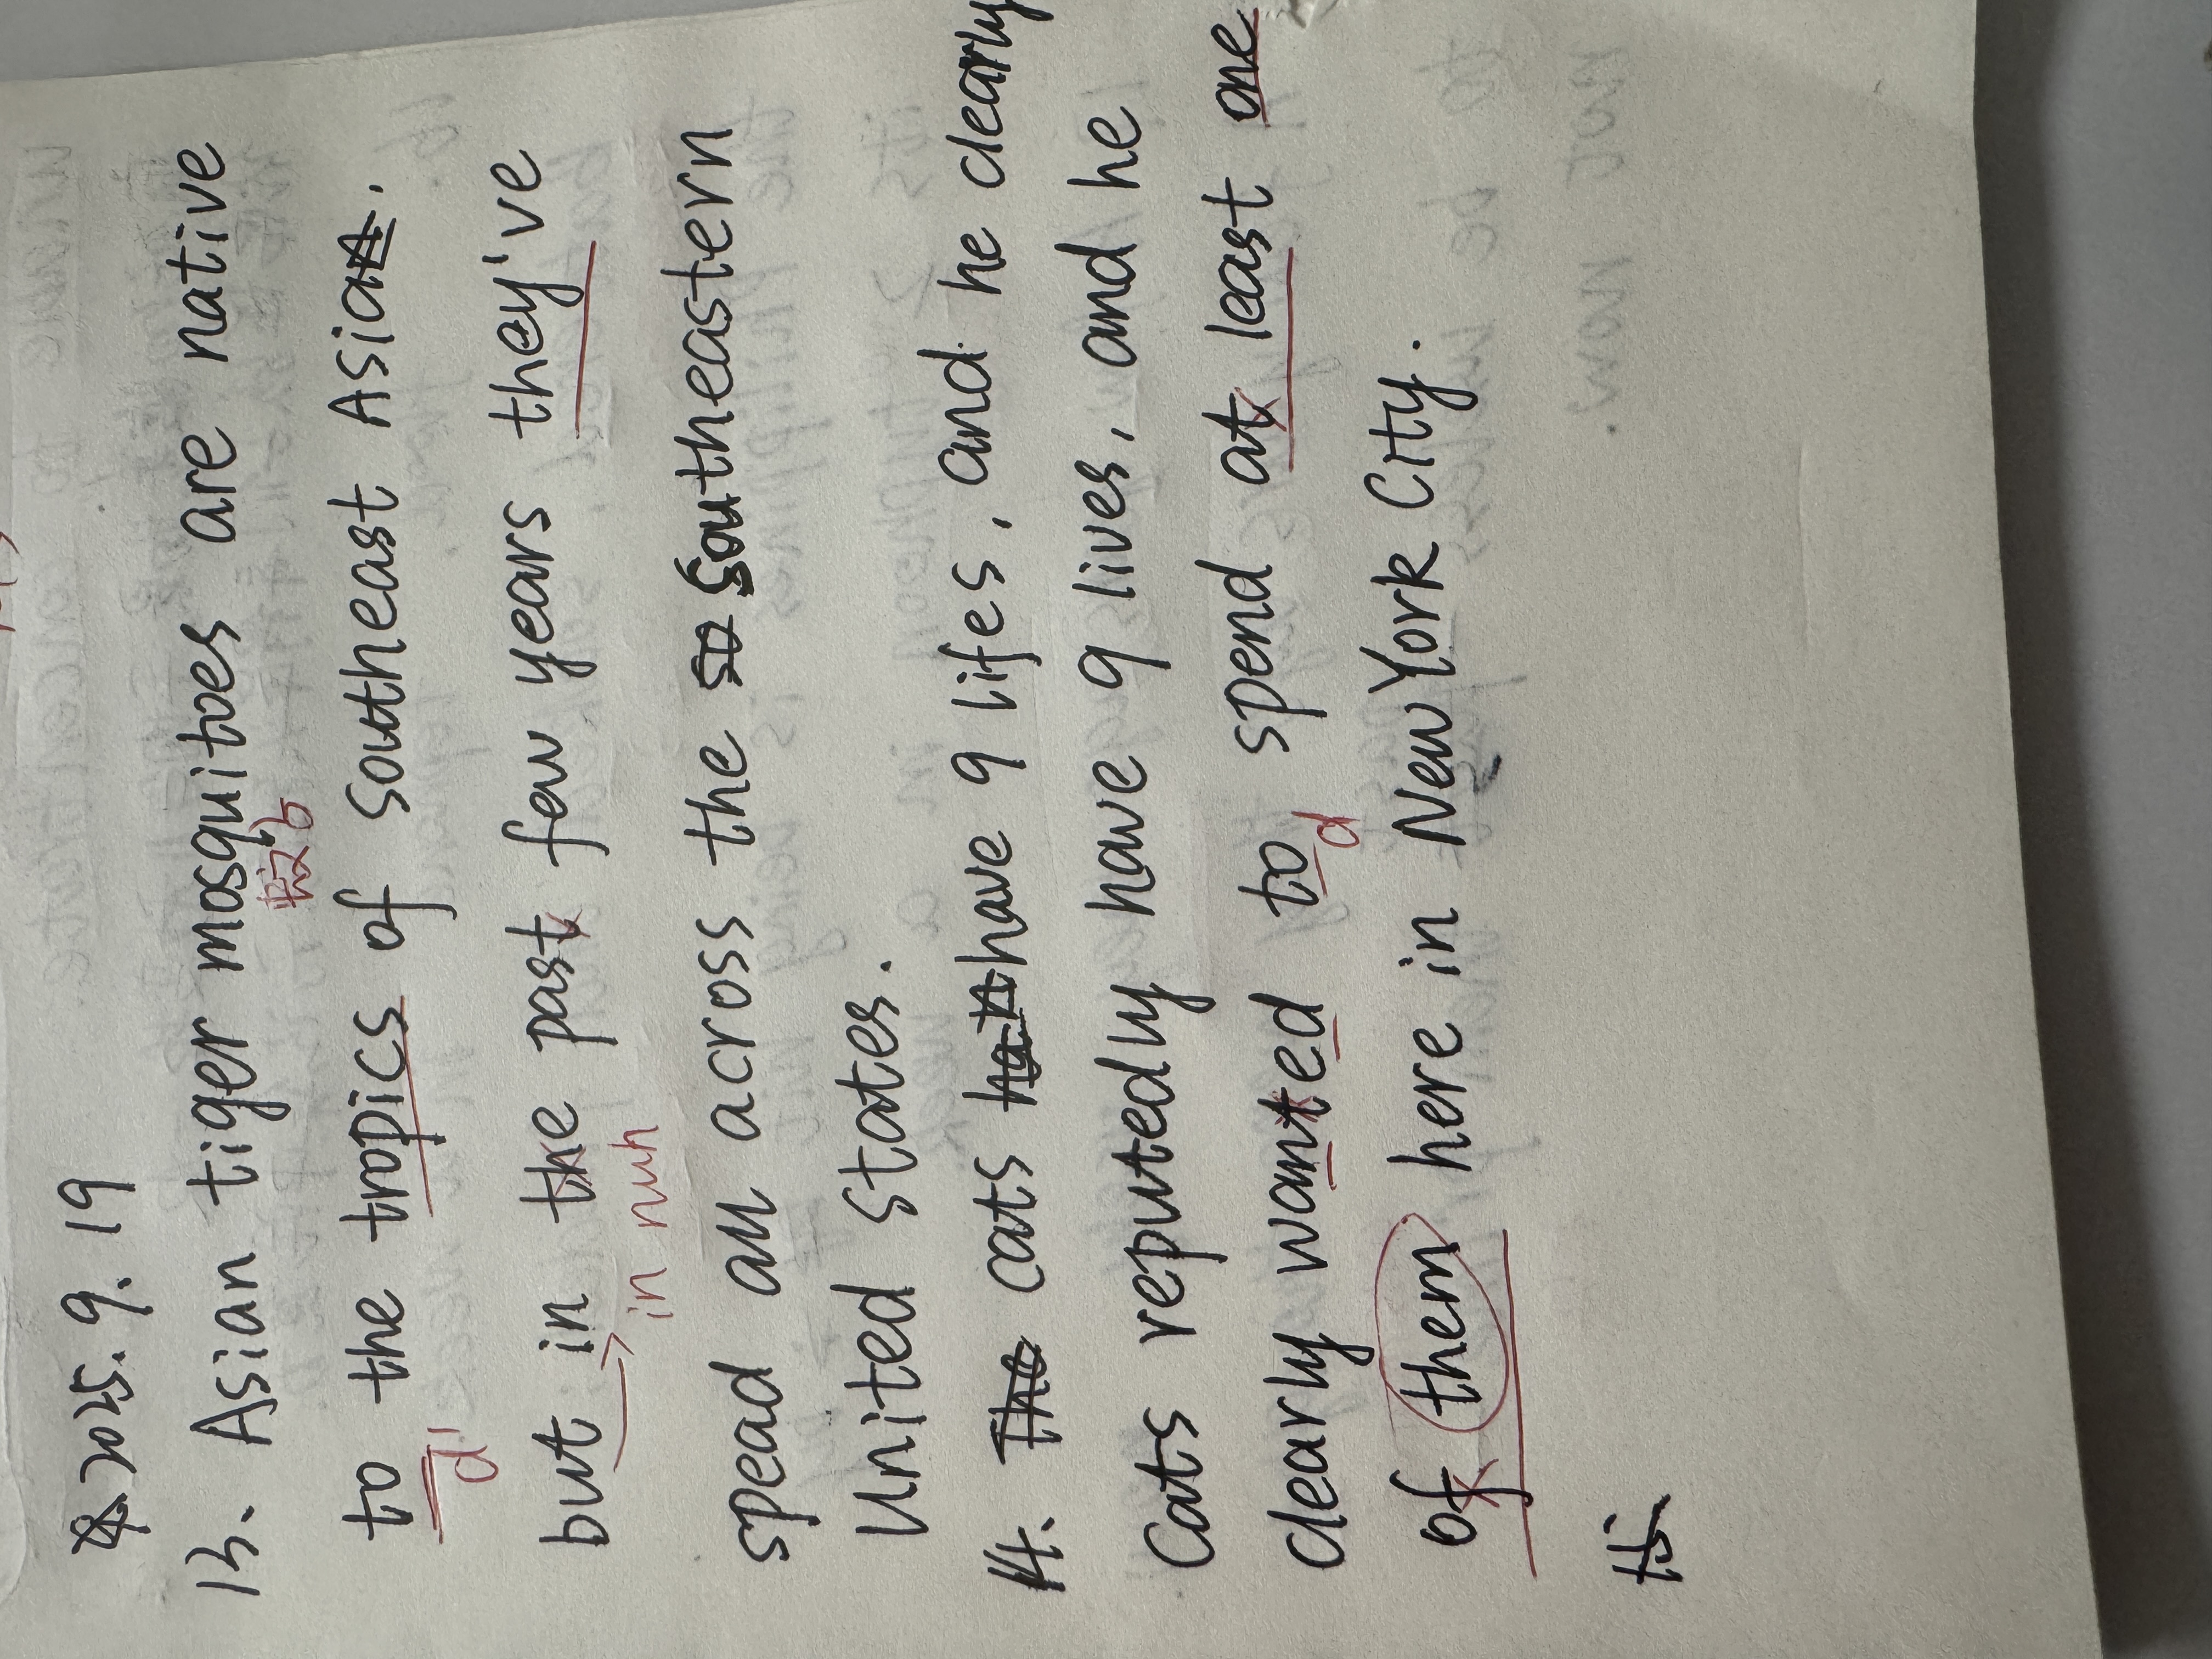 2025.9.19
13、Asian tiger mosquitoes are native
蚊子
to the tropics of southeast Asia.
d'
but in the past few years they've
in nuh
spead all across the southeastern
United States.
14. The cats have 9 lifes, and he clearly
Cats reputedly have 9 lives, and he
clearly wanted to spend at least one
d
of them here in New York City.
15